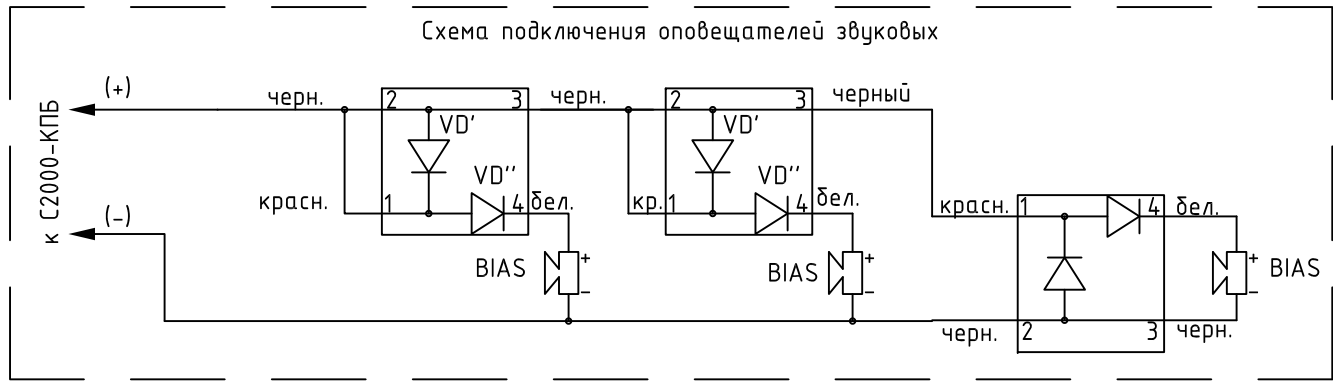 Схема подключения оповещателей звуковых
к С2000-КПБ
(+)
(-)
черн.
красн.
2
3
VD'
VD''
1
4
бел.
BIAS
+
-
черн.
кр.
2
3
VD'
VD''
1
4
бел.
BIAS
+
-
черный
красн.
1
4
бел.
черн.
2
3
черн.
+
-
BIAS